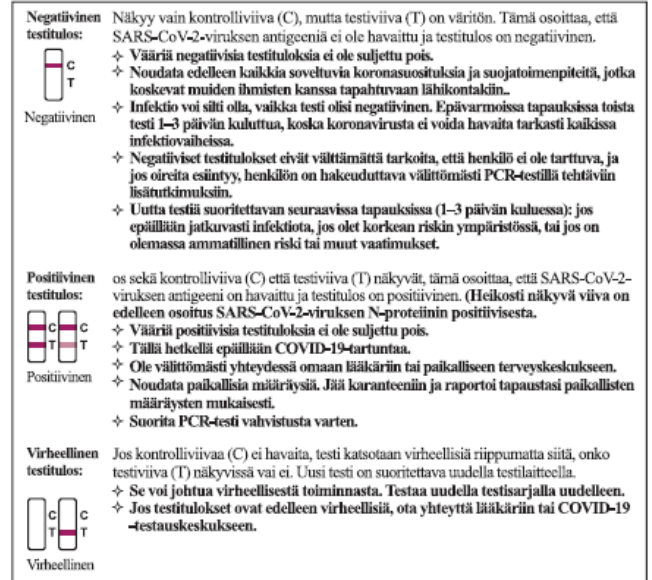 Negatiivinen testitulos:
C
T
Negatiivinen
Näkyy vain kontrolliviiva (C), mutta testiviiva (T) on väritön. Tämä osoittaa, että
SARS-CoV-2-viruksen antigeeniä ei ole havaittu ja testitulos on negatiivinen.
✧ Vääriä negatiivisia testituloksia ei ole suljettu pois.
✧ Noudata edelleen kaikkia soveltuvia koronasuosituksia ja suojatoimenpiteitä, jotka
koskevat muiden ihmisten kanssa tapahtuvaan lähikontakiin..
✧ Infektio voi silti olla, vaikka testi olisi negatiivinen. Epävarmoissa tapauksissa toista
testi 1–3 päivän kuluttua, koska koronavirusta ei voida havaita tarkasti kaikissa
infektiovaiheissa.
✧ Negatiiviset testitulokset eivät välttämättä tarkoita, että henkilö ei ole tarttuva, ja
jos oireita esiintyy, henkilön on hakeuduttava välittömästi PCR-testillä tehtäviin
lisätutkimuksiin.
✧ Uutta testiä suoritettavan seuraavissa tapauksissa (1–3 päivän kuluessa): jos
epäillään jatkuvasti infektiota, jos olet korkean riskin ympäristössä, tai jos on
olemassa ammatillinen riski tai muut vaatimukset.
Positiivinen
testitulos:
C C
T T
Positiivinen
os sekä kontrolliviiva (C) että testiviiva (T) näkyvät, tämä osoittaa, että SARS-CoV-2-
viruksen antigeeni on havaittu ja testitulos on positiivinen. (Heikosti näkyvä viiva on
edelleen osoitus SARS-CoV-2-viruksen N-proteiinin positiivisesta.
✧ Vääriä positiivisia testituloksia ei ole suljettu pois.
✧ Tällä hetkellä epäillään COVID-19-tartuntaa.
✧ Ole välittömästi yhteydessä omaan lääkäriin tai paikalliseen terveyskeskukseen.
✧ Noudata paikallisia määräysiä. Jää karanteeniin ja raportoi tapaustasi paikallisten
määräysten mukaisesti.
✧ Suorita PCR-testi vahvistusta varten.
Virheellinen
testitulos:
C C
T T
Virheellinen
Jos kontrolliviivaa (C) ei havaita, testi katsotaan virheellisiä riippumatta siitä, onko
testiviiva (T) näkyvissä vai ei. Uusi testi on suoritettava uudella testilaitteella.
✧ Se voi johtua virheellisestä toiminnasta. Testaa uudella testisarjalla uudelleen.
✧ Jos testitulokset ovat edelleen virheellisiä, ota yhteyttä lääkäriin tai COVID-19
-testauskeskukseen.